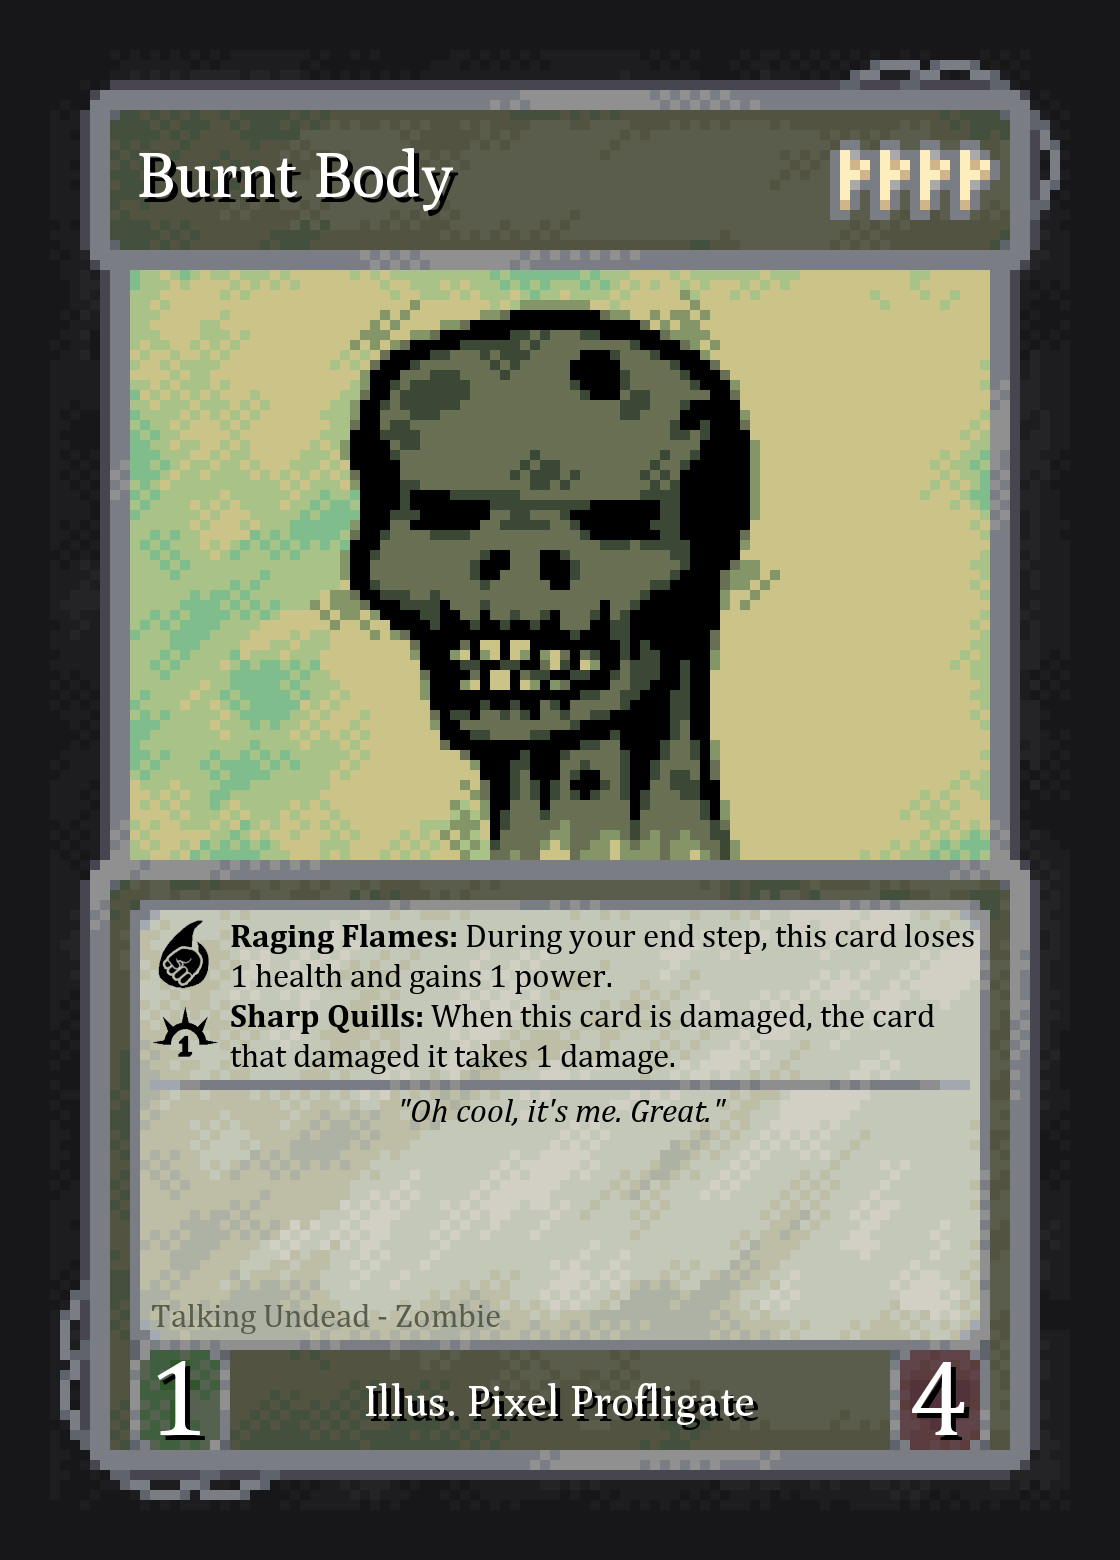 Burnt Body
Raging Flames: During your end step, this card loses
1 health and gains 1 power.
1
Sharp Quills: When this card is damaged, the card
that damaged it takes 1 damage.
"Oh cool, it's me. Great."
Talking Undead - Zombie
1
Illus. Pixel Profligate
4